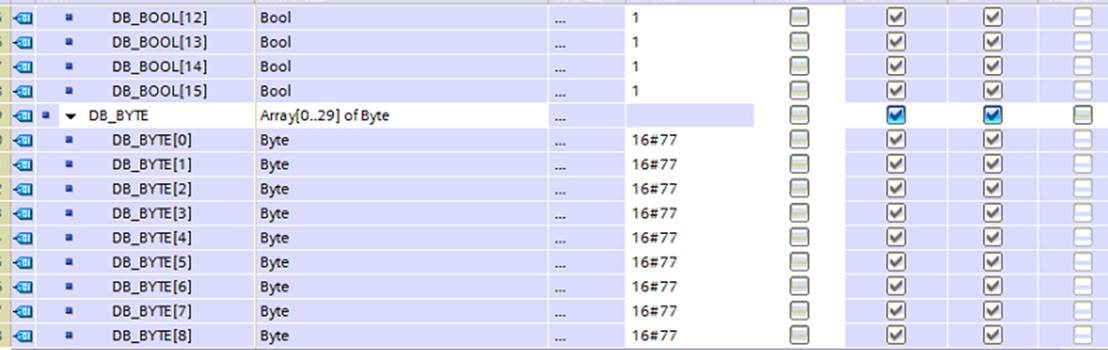 DB_BOOL[12] Bool ... 1
DB_BOOL[13] Bool ... 1
DB_BOOL[14] Bool ... 1
DB_BOOL[15] Bool ... 1
DB_BYTE Array[0..29] of Byte ...
DB_BYTE[0] Byte ... 16#77
DB_BYTE[1] Byte ... 16#77
DB_BYTE[2] Byte ... 16#77
DB_BYTE[3] Byte ... 16#77
DB_BYTE[4] Byte ... 16#77
DB_BYTE[5] Byte ... 16#77
DB_BYTE[6] Byte ... 16#77
DB_BYTE[7] Byte ... 16#77
DB_BYTE[8] Byte ... 16#77